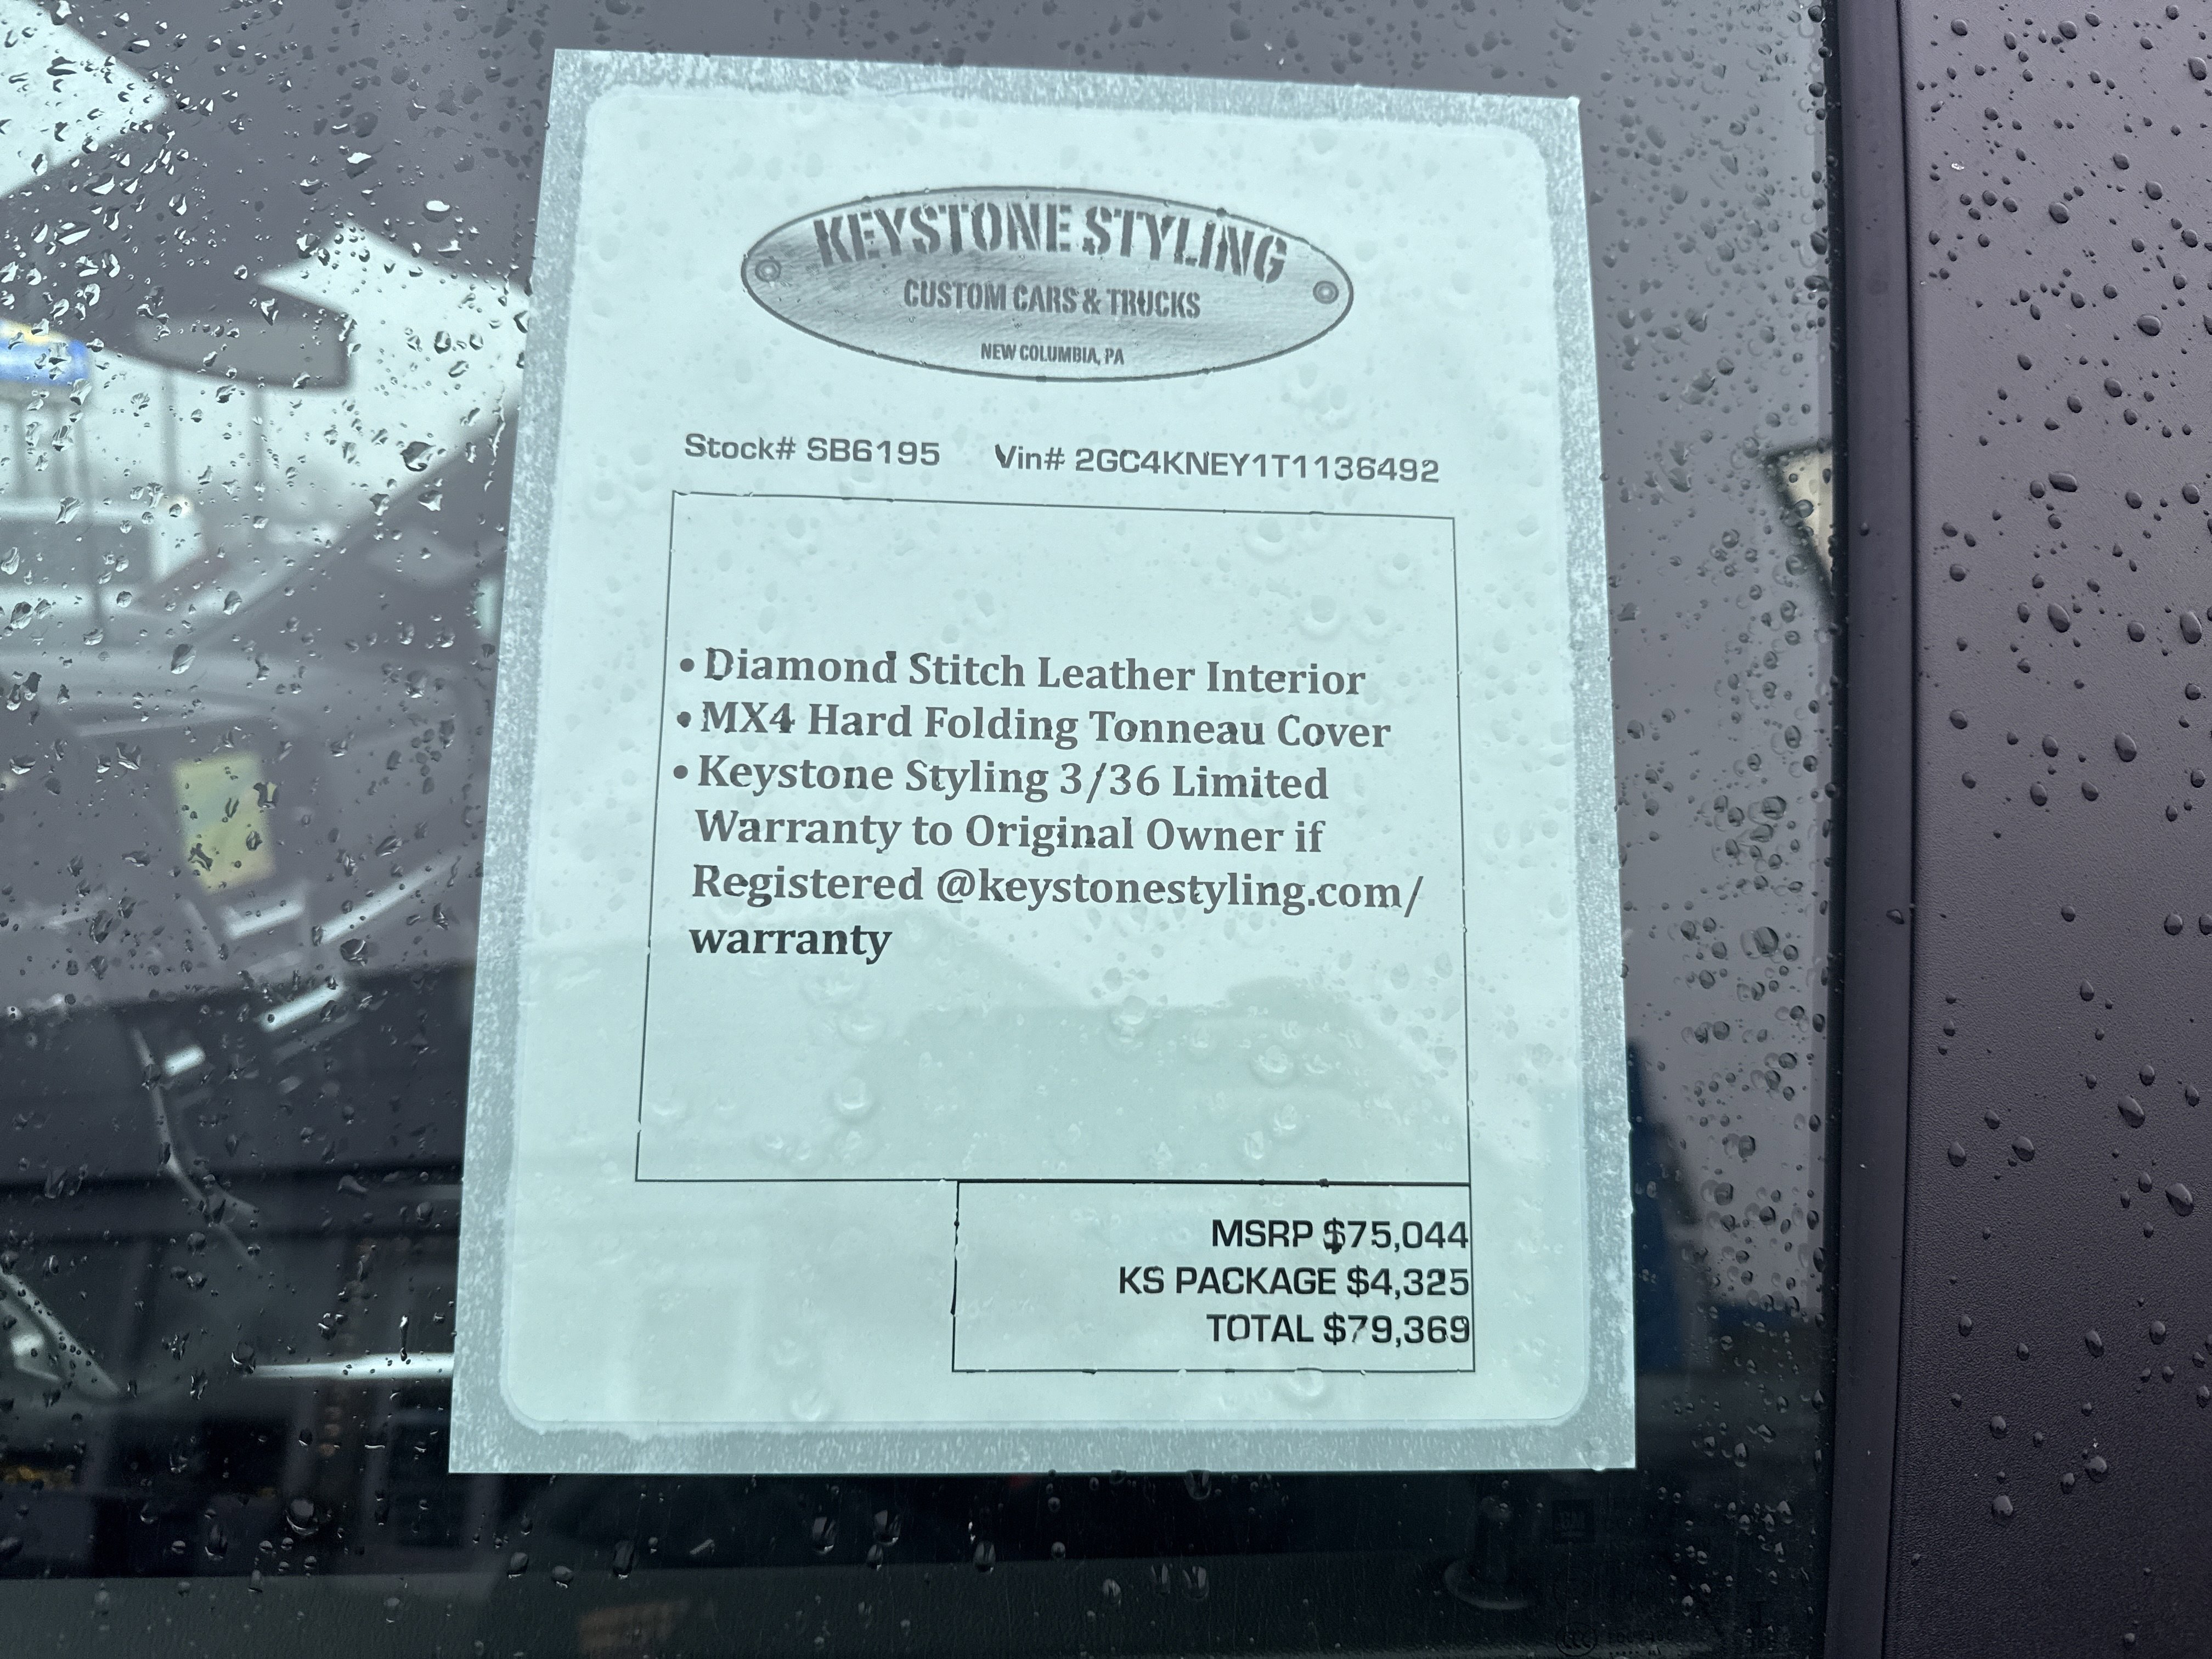 KEYSTONE STYLING
CUSTOM CARS & TRUCKS
NEW COLUMBIA, PA
Stock# SB6195 Vin# 2GC4KNEY1T1136492
• Diamond Stitch Leather Interior
• MX4 Hard Folding Tonneau Cover
• Keystone Styling 3/36 Limited
Warranty to Original Owner if
Registered @keystonestyling.com/
warranty
MSRP $75,044
KS PACKAGE $4,325
TOTAL $79,369